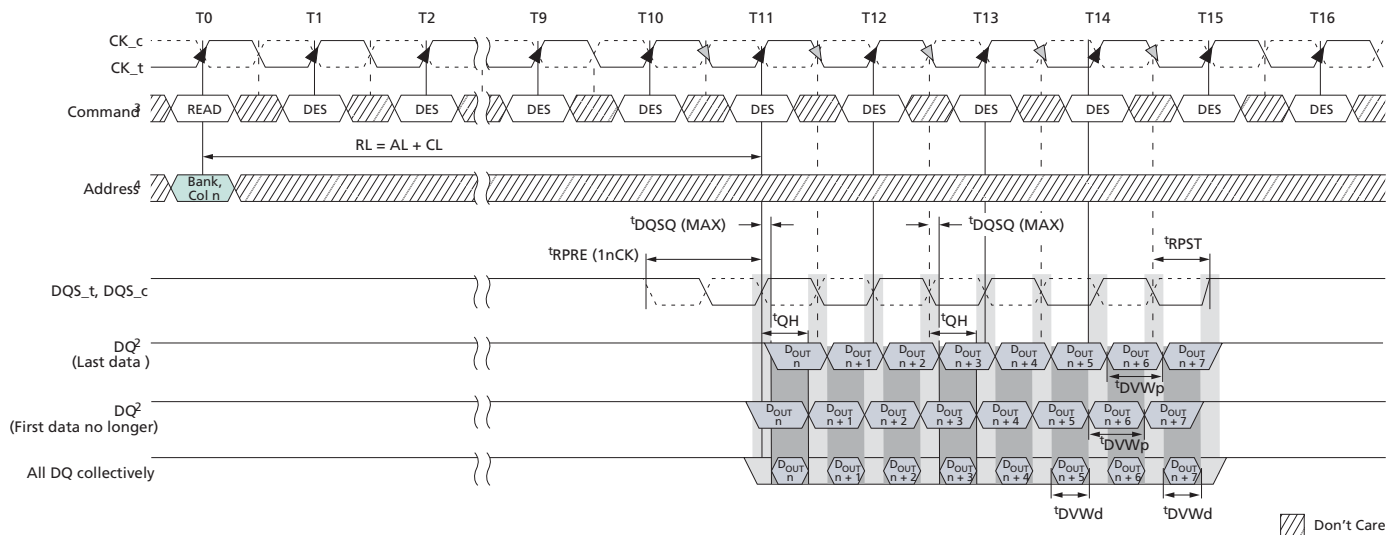 T0 T1 T2 T9 T10 T11 T12 T13 T14 T15 T16
CK_c
CK_t
Command3 READ DES DES DES DES DES DES DES DES DES DES
RL = AL + CL
Address4 Bank, Col n
tDQSQ (MAX) tDQSQ (MAX)
tRPRE (1nCK) tRPST
DQS_t, DQS_c
tQH tQH
DQ2 (Last data ) DOUT n DOUT n + 1 DOUT n + 2 DOUT n + 3 DOUT n + 4 DOUT n + 5 DOUT n + 6 DOUT n + 7
tDVWp
DQ2 (First data no longer) DOUT n DOUT n + 1 DOUT n + 2 DOUT n + 3 DOUT n + 4 DOUT n + 5 DOUT n + 6 DOUT n + 7
tDVWp
All DQ collectively DOUT n DOUT n + 1 DOUT n + 2 DOUT n + 3 DOUT n + 4 DOUT n + 5 DOUT n + 6 DOUT n + 7
tDVWd tDVWd
Don't Care